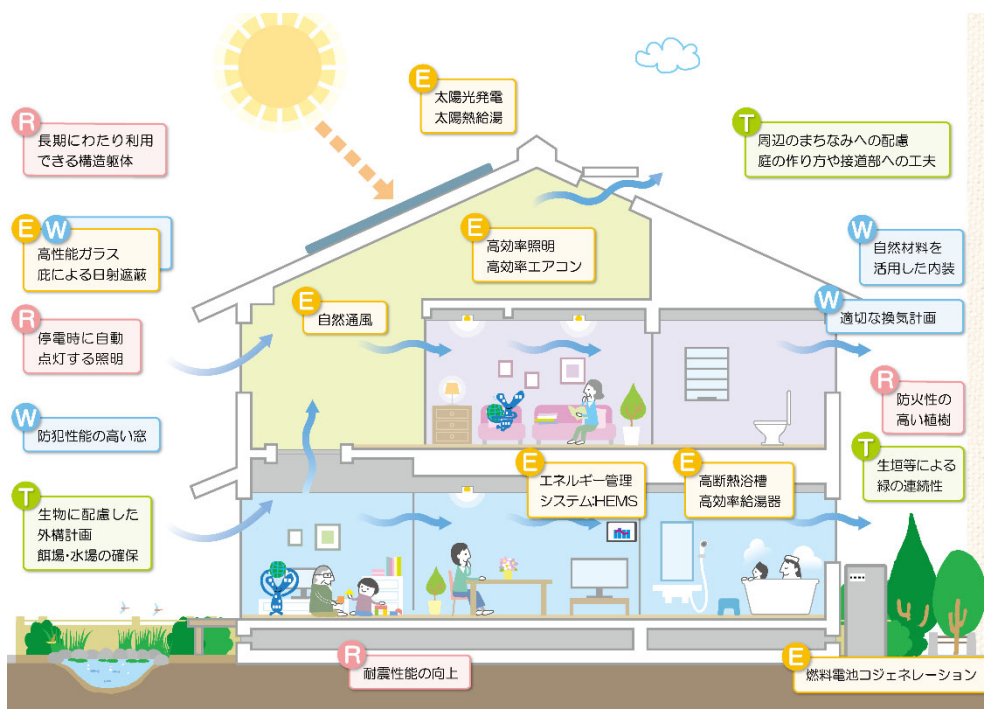 E
太陽光発電
太陽熱給湯
R
長期にわたり利用
できる構造躯体
T
周辺のまちなみへの配慮
庭の作り方や接道部への工夫
E W
高性能ガラス
庇による日射遮蔽
E
高効率照明
高効率エアコン
W
自然材料を
活用した内装
E
自然通風
W
適切な換気計画
R
停電時に自動
点灯する照明
R
防火性の
高い植樹
W
防犯性能の高い窓
T
生垣等による
緑の連続性
E
エネルギー管理
システム:HEMS
E
高断熱浴槽
高効率給湯器
T
生物に配慮した
外構計画
餌場・水場の確保
R
耐震性能の向上
E
燃料電池コジェネレーション